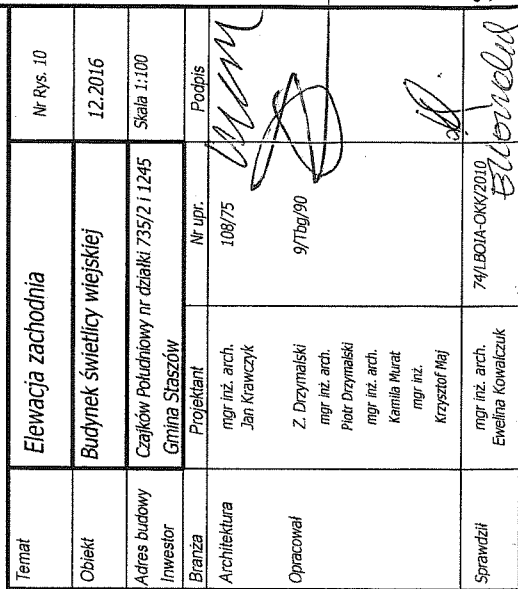 Temat Elewacja zachodnia Nr Rys. 10
Obiekt Budynek świetlicy wiejskiej 12.2016
Adres budowy Czajków Południowy nr działki 735/2 i 1245 Skala 1:100
Inwestor Gmina Staszów
Branża Projektant Nr upr. Podpis
Architektura mgr inż. arch. 108/75
Jan Krawczyk
Opracował Z. Drzymalski 9/Tbg/90
mgr inż. arch.
Piotr Drzymalski
mgr inż. arch.
Kamila Murat
mgr inż.
Krzysztof Maj
Sprawdził mgr inż. arch. 74/LBOIA-OKK/2010
Ewelina Kowalczuk